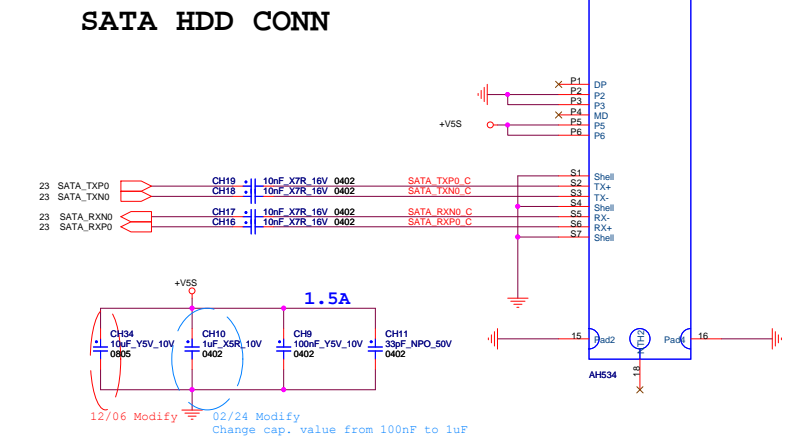 SATA HDD CONN
P1 DP
P2 P2
P3 P3
P4 MD
+V5S P5 P5
P6 P6
S1 Shell
23 SATA_TXP0 CH19 10nF_X7R_16V 0402 SATA_TXP0_C S2 TX+
23 SATA_TXN0 CH18 10nF_X7R_16V 0402 SATA_TXN0_C S3 TX-
S4 Shell
23 SATA_RXN0 CH17 10nF_X7R_16V 0402 SATA_RXN0_C S5 RX-
23 SATA_RXP0 CH16 10nF_X7R_16V 0402 SATA_RXP0_C S6 RX+
S7 Shell
+V5S
1.5A
CH34 CH10 CH9 CH11
10uF_Y5V_10V 1uF_X5R_10V 100nF_Y5V_10V 33pF_NPO_50V
0805 0402 0402 0402
15 Pad2 NTH2 Pad4 16
18
AH534
12/06 Modify 02/24 Modify
Change cap. value from 100nF to 1uF